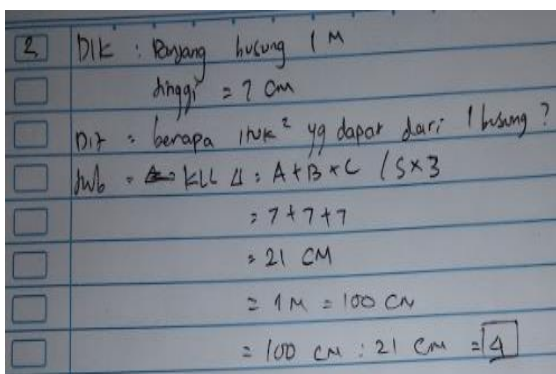 2 Dik : Panjang busung 1 M
tinggi = 7 cm
Dit = berapa yg dapat dari 1 busung ?
Jwb = KLL Δ = A+B+C / S×3
= 7+7+7
= 21 CM
= 1 M = 100 CM
= 100 cm : 21 cm = 4